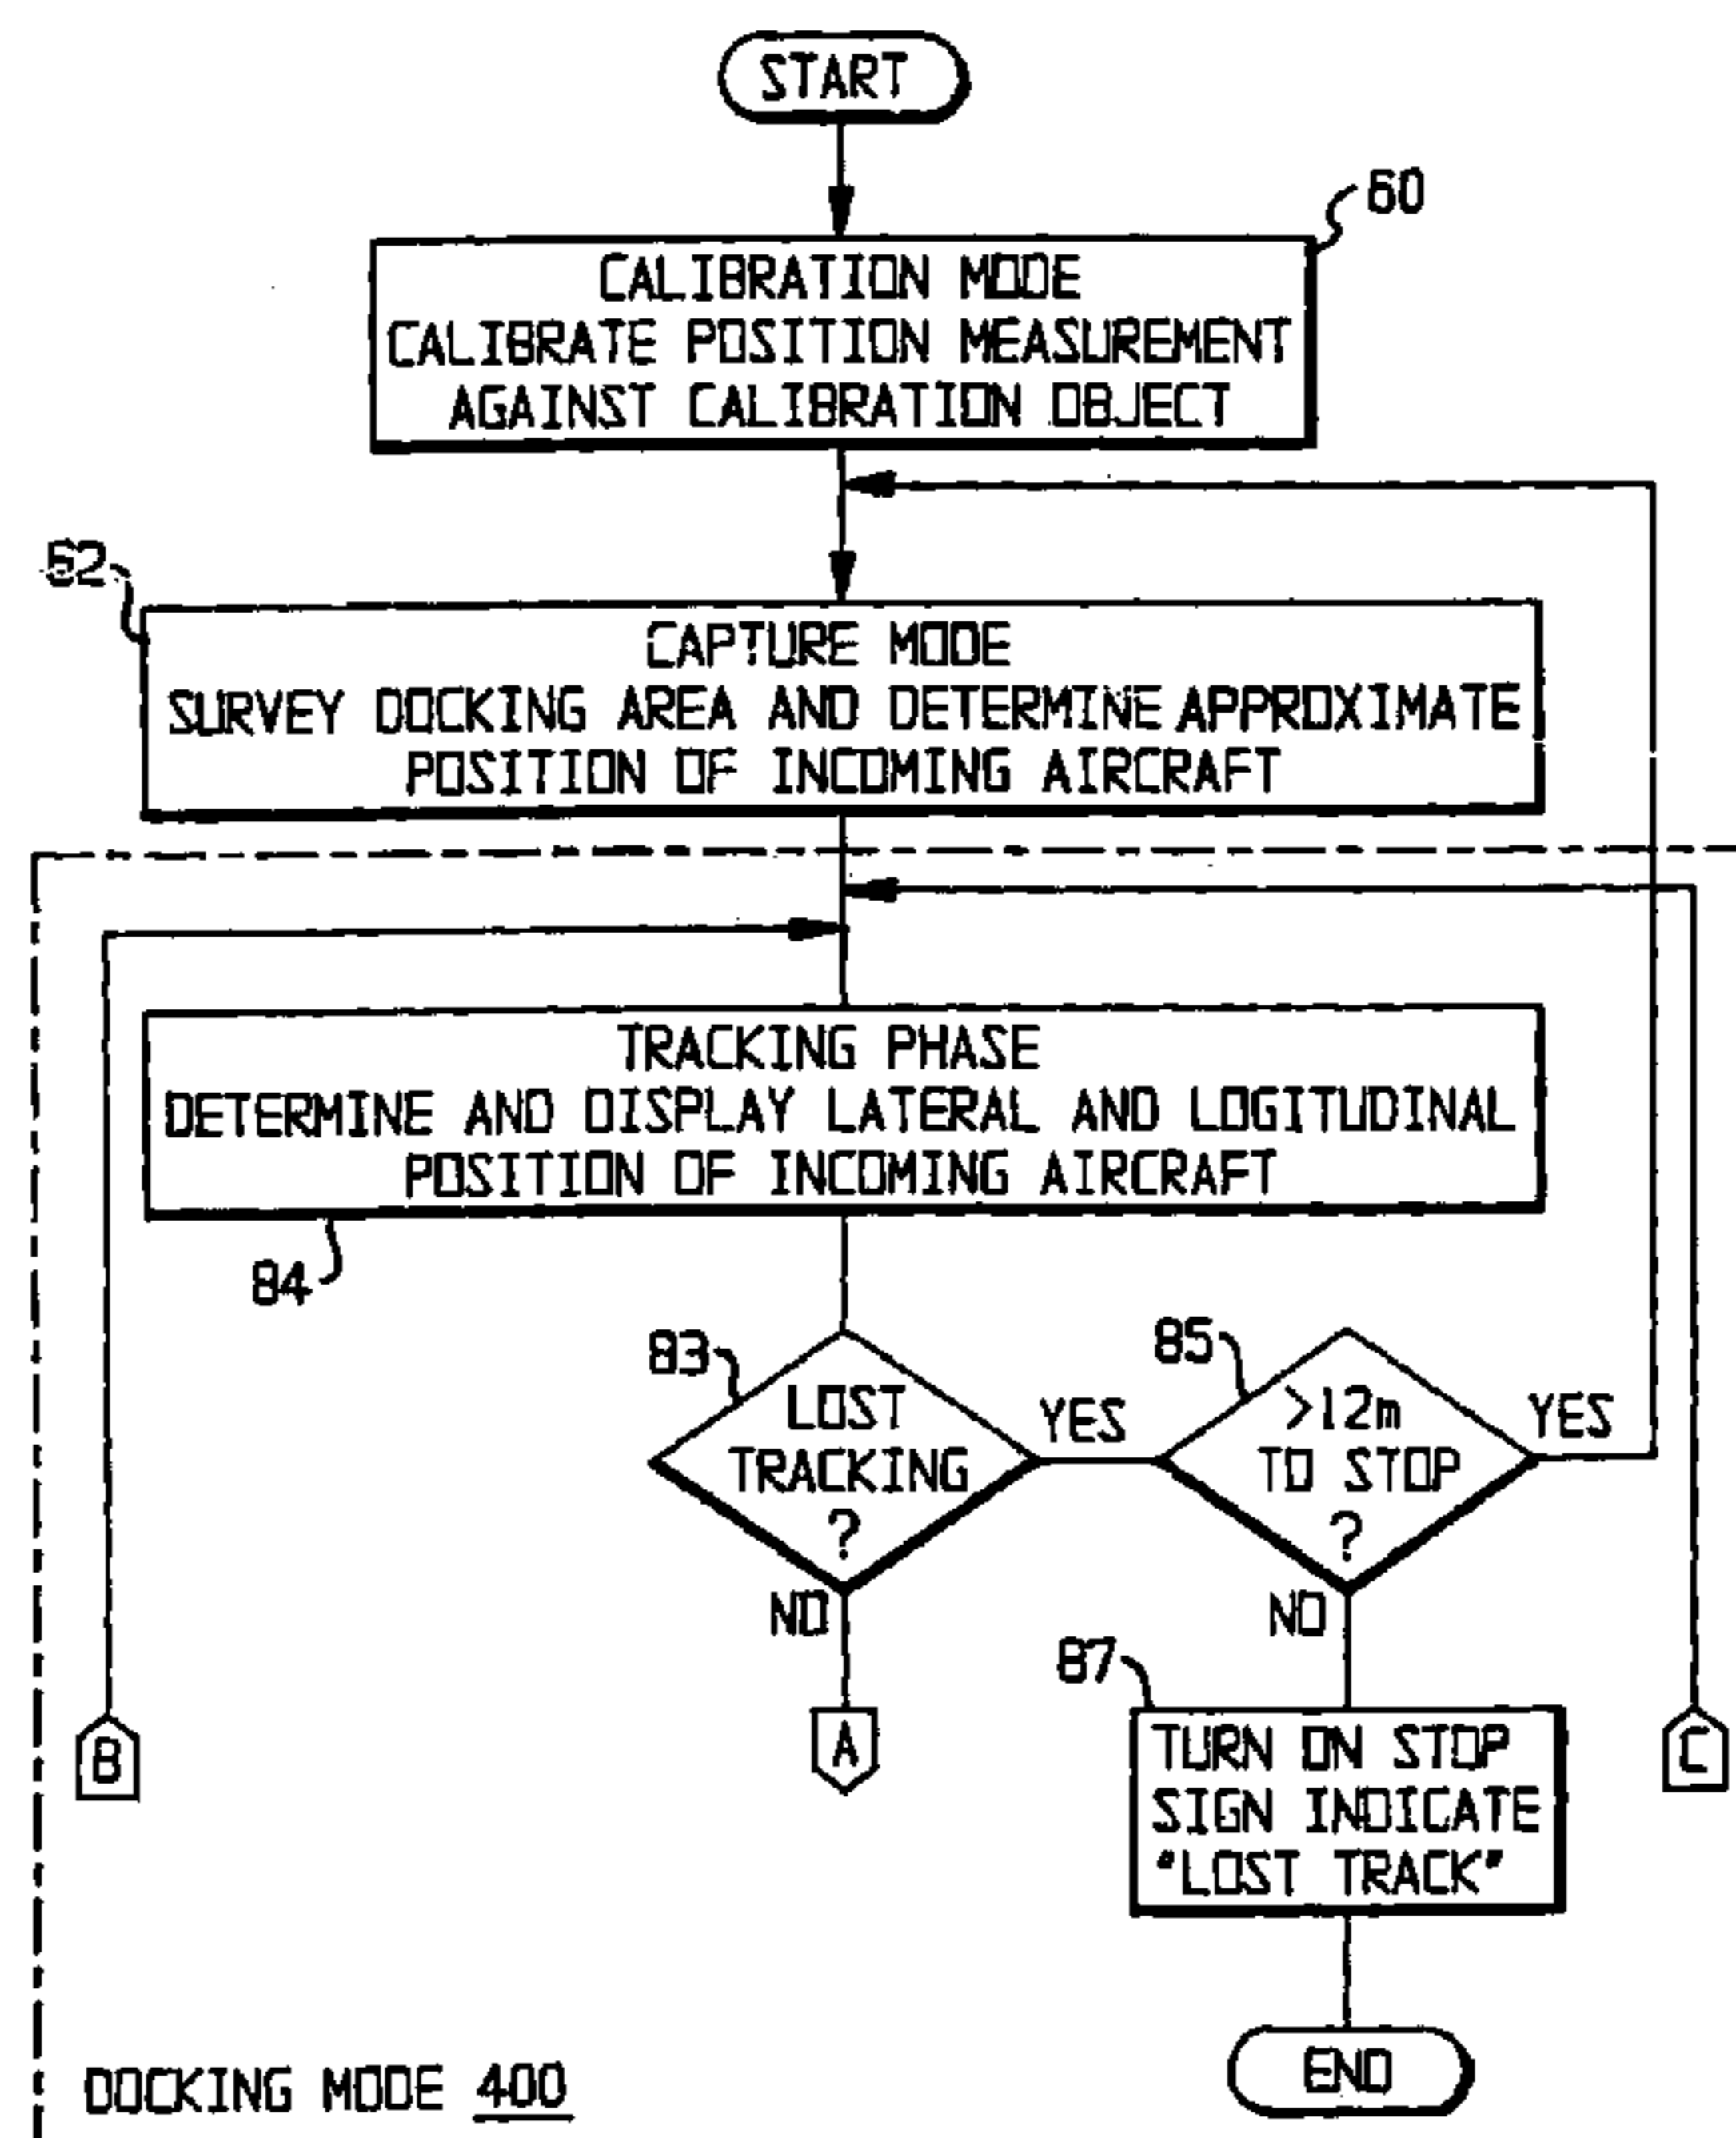 START
60
CALIBRATION MODE
CALIBRATE POSITION MEASUREMENT
AGAINST CALIBRATION OBJECT
62
CAPTURE MODE
SURVEY DOCKING AREA AND DETERMINE APPROXIMATE
POSITION OF INCOMING AIRCRAFT
TRACKING PHASE
DETERMINE AND DISPLAY LATERAL AND LOGITUDINAL
POSITION OF INCOMING AIRCRAFT
84
83
LOST
TRACKING
?
YES
NO
85
>12m
TO STOP
?
YES
NO
87
TURN ON STOP
SIGN INDICATE
"LOST TRACK"
B
A
C
END
DOCKING MODE 400